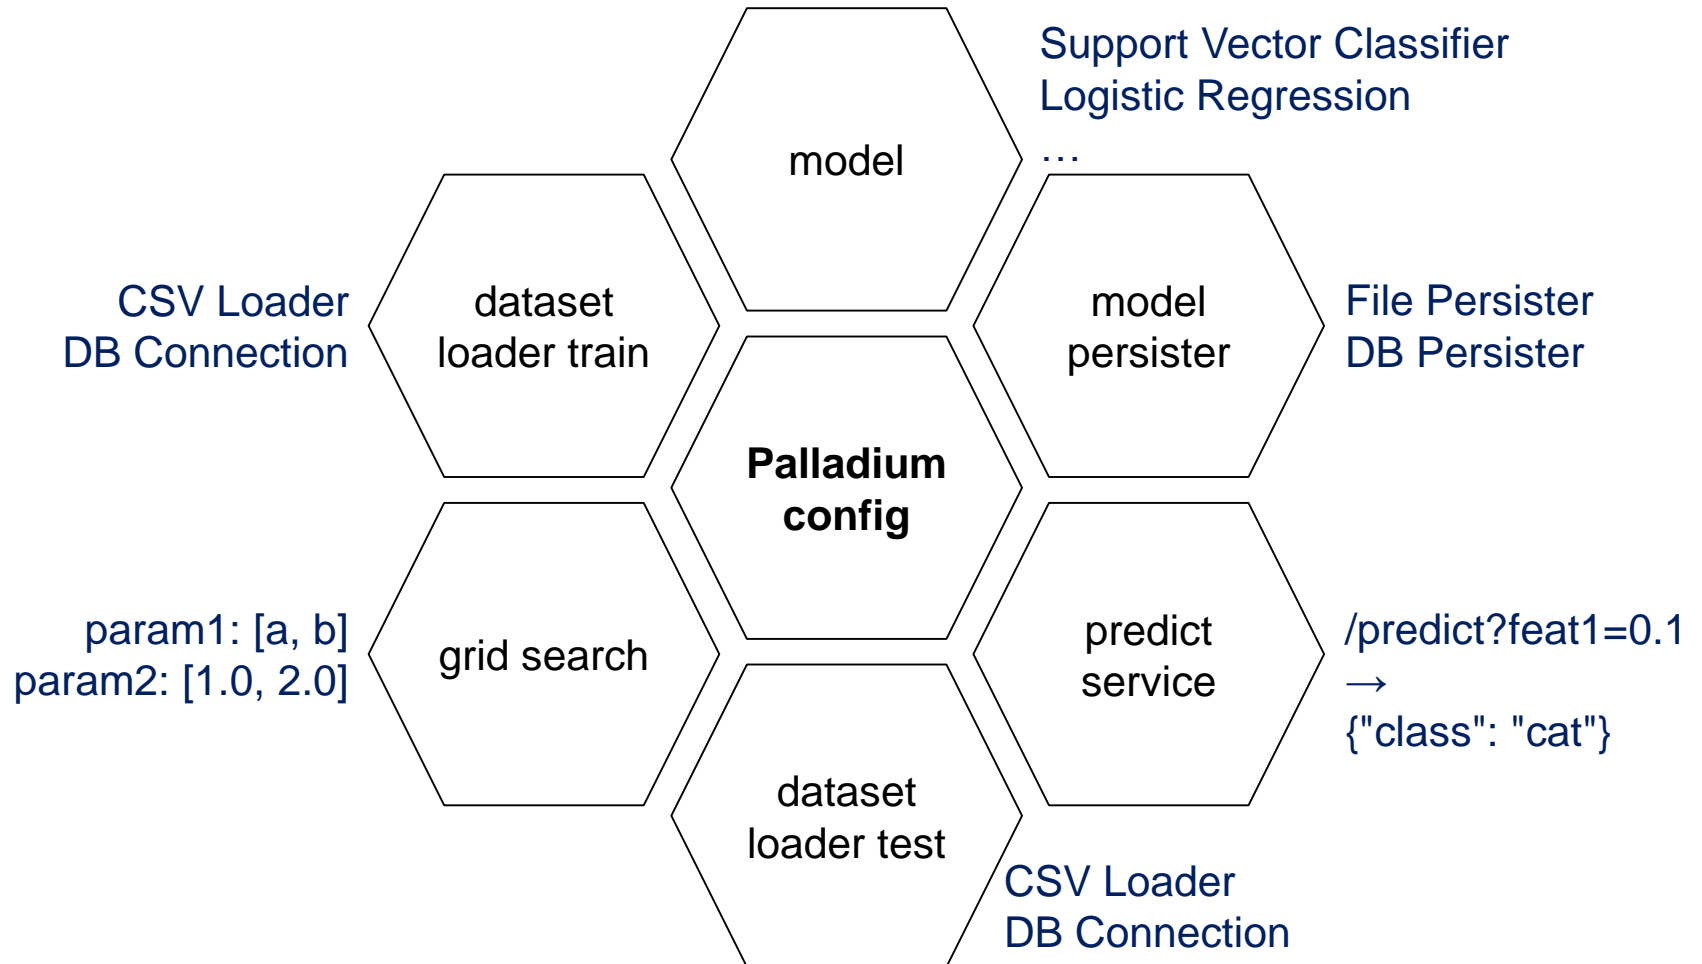 model
Support Vector Classifier
Logistic Regression
…
CSV Loader
DB Connection
dataset
loader train
model
persister
File Persister
DB Persister
Palladium
config
param1: [a, b]
param2: [1.0, 2.0]
grid search
predict
service
/predict?feat1=0.1
→
{"class": "cat"}
dataset
loader test
CSV Loader
DB Connection